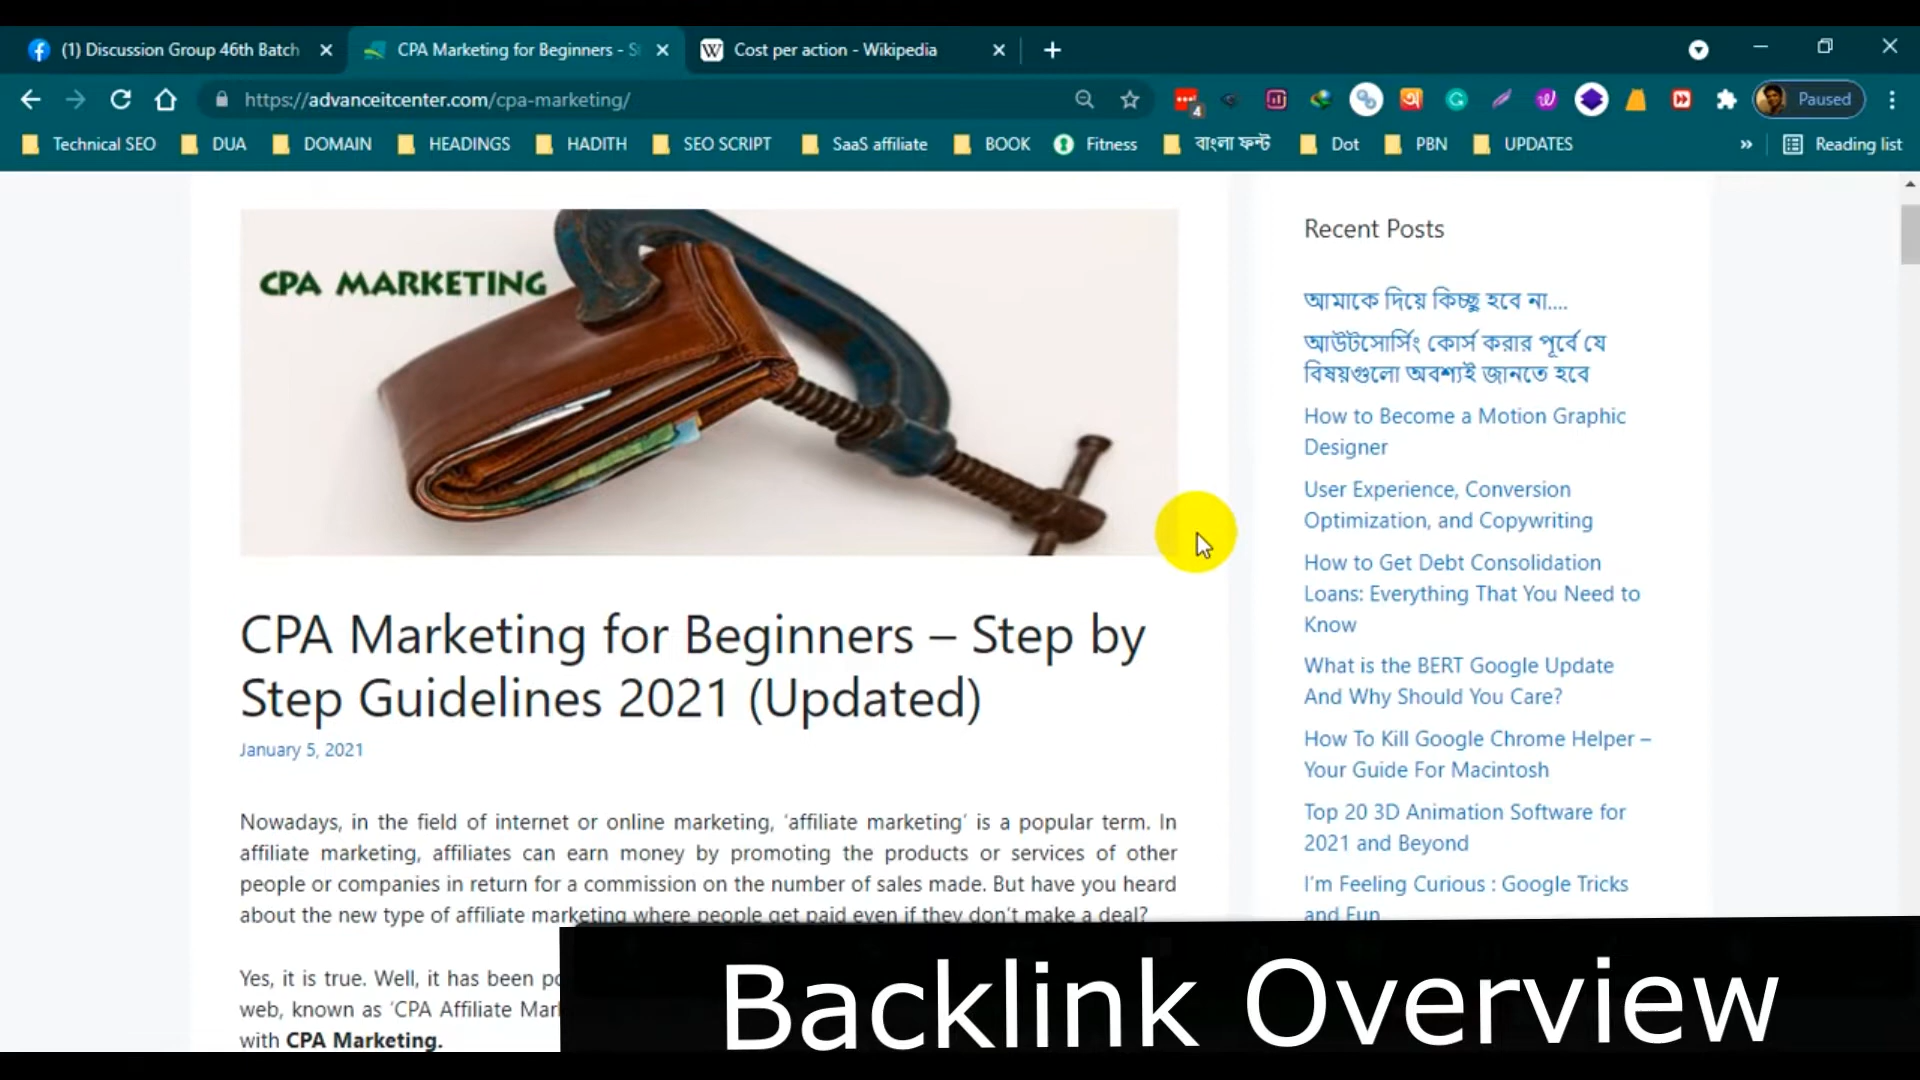 (1) Discussion Group 46th Batch
CPA Marketing for Beginners - S
Cost per action - Wikipedia
https://advanceitcenter.com/cpa-marketing/
4
Paused
Technical SEO
DUA
DOMAIN
HEADINGS
HADITH
SEO SCRIPT
SaaS affiliate
BOOK
Fitness
বাংলা ফন্ট
Dot
PBN
UPDATES
Reading list
CPA MARKETING
CPA Marketing for Beginners – Step by
Step Guidelines 2021 (Updated)
January 5, 2021
Nowadays, in the field of internet or online marketing, ‘affiliate marketing’ is a popular term. In
affiliate marketing, affiliates can earn money by promoting the products or services of other
people or companies in return for a commission on the number of sales made. But have you heard
about the new type of affiliate marketing where people get paid even if they don’t make a deal?
Yes, it is true. Well, it has been po
web, known as ‘CPA Affiliate Mar
with CPA Marketing.
Recent Posts
আমাকে দিয়ে কিচ্ছু হবে না....
আউটসোর্সিং কোর্স করার পূর্বে যে
বিষয়গুলো অবশ্যই জানতে হবে
How to Become a Motion Graphic
Designer
User Experience, Conversion
Optimization, and Copywriting
How to Get Debt Consolidation
Loans: Everything That You Need to
Know
What is the BERT Google Update
And Why Should You Care?
How To Kill Google Chrome Helper –
Your Guide For Macintosh
Top 20 3D Animation Software for
2021 and Beyond
I’m Feeling Curious : Google Tricks
and Fun
Backlink Overview